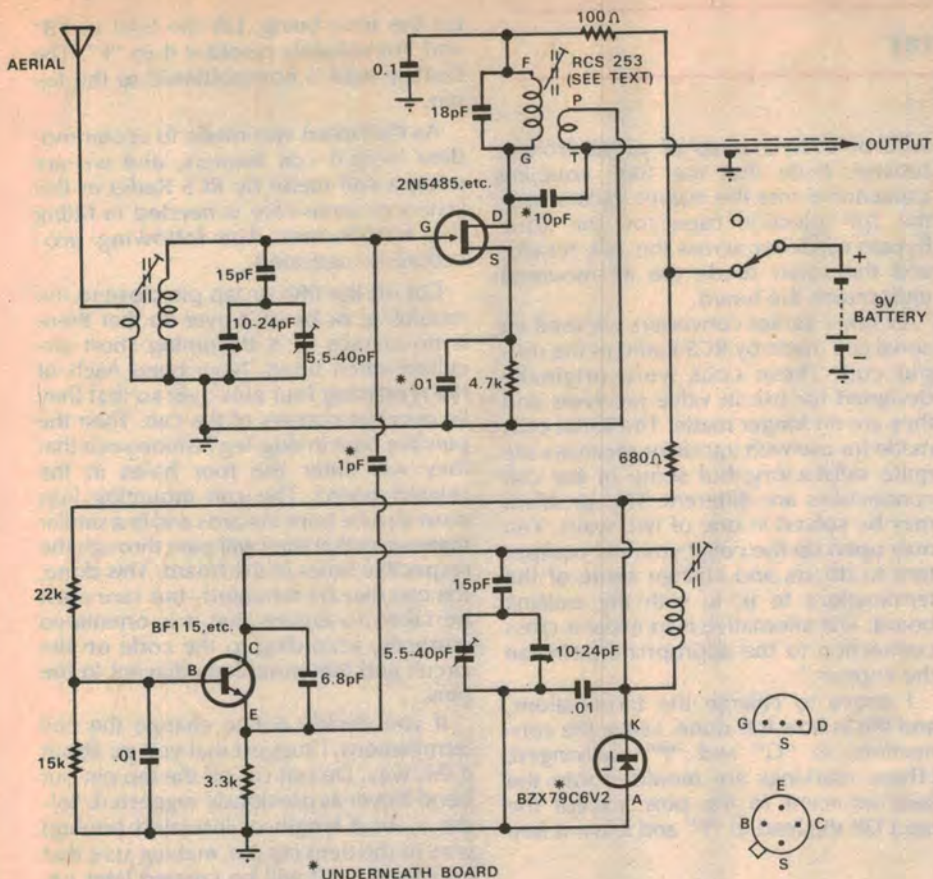 100Ω
AERIAL
0.1
F
RCS 253
(SEE TEXT)
P
18pF
G
T
OUTPUT
2N5485, etc.
D
*10pF
G
S
15pF
+
10-24pF
5.5-40pF
9V
BATTERY
*.01
4.7k
–
*1pF
680Ω
22k
15pF
BF115, etc.
C
5.5-40pF
10-24pF
B
6.8pF
.01
E
K
G
D
S
15k
.01
3.3k
BZX79C6V2
A
E
B
C
S
*UNDERNEATH BOARD